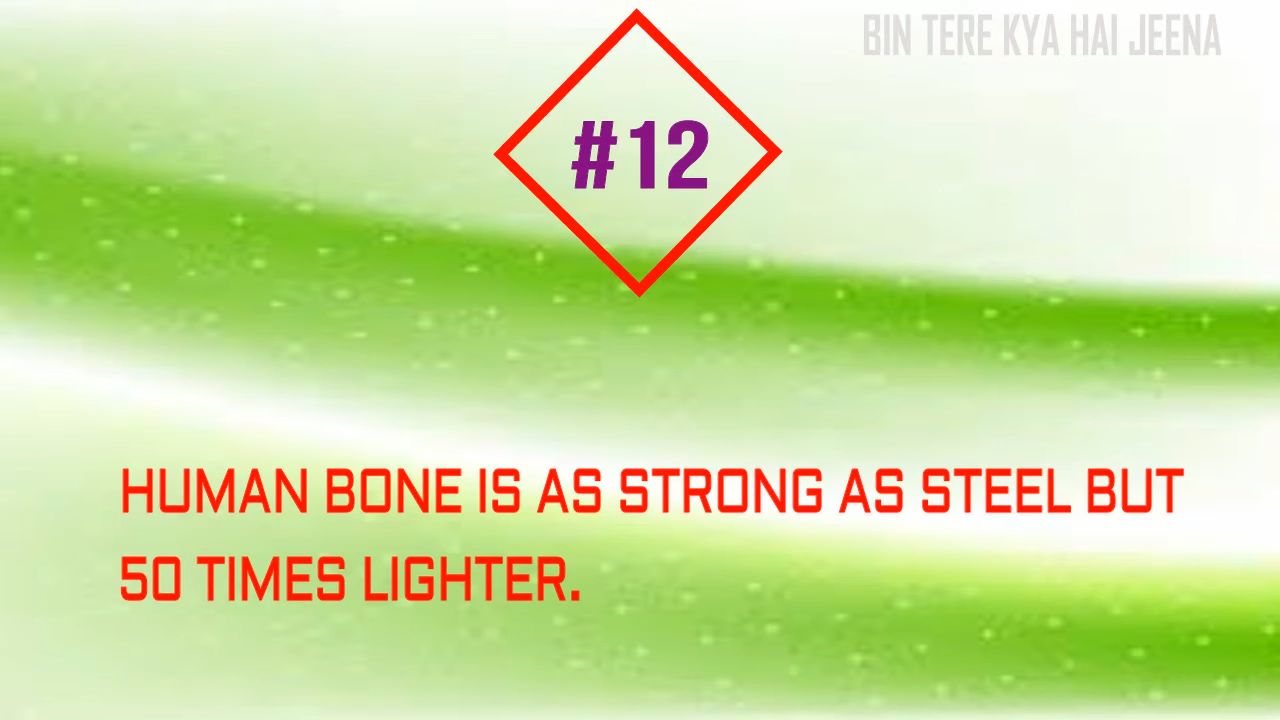 BIN TERE KYA HAI JEENA
#12
HUMAN BONE IS AS STRONG AS STEEL BUT
50 TIMES LIGHTER.